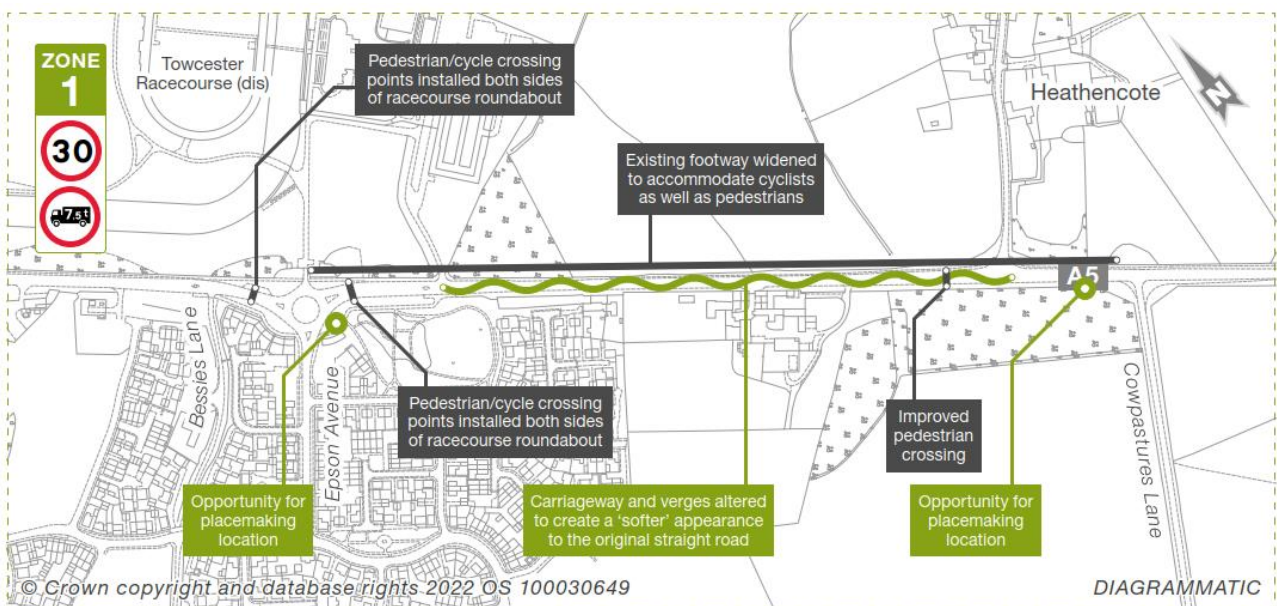 ZONE
1
30
7.5t
Towcester
Racecourse (dis)
Pedestrian/cycle crossing
points installed both sides
of racecourse roundabout
Existing footway widened
to accommodate cyclists
as well as pedestrians
Heathencote
N
A5
Bessies Lane
Epson Avenue
Cowpastures Lane
Pedestrian/cycle crossing
points installed both sides
of racecourse roundabout
Improved
pedestrian
crossing
Opportunity for
placemaking
location
Carriageway and verges altered
to create a ‘softer’ appearance
to the original straight road
Opportunity for
placemaking
location
© Crown copyright and database rights 2022 OS 100030649
DIAGRAMMATIC